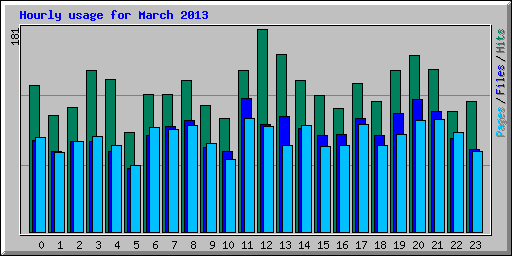 Hourly usage for March 2013
181
Pages / Files / Hits
0 1 2 3 4 5 6 7 8 9 10 11 12 13 14 15 16 17 18 19 20 21 22 23